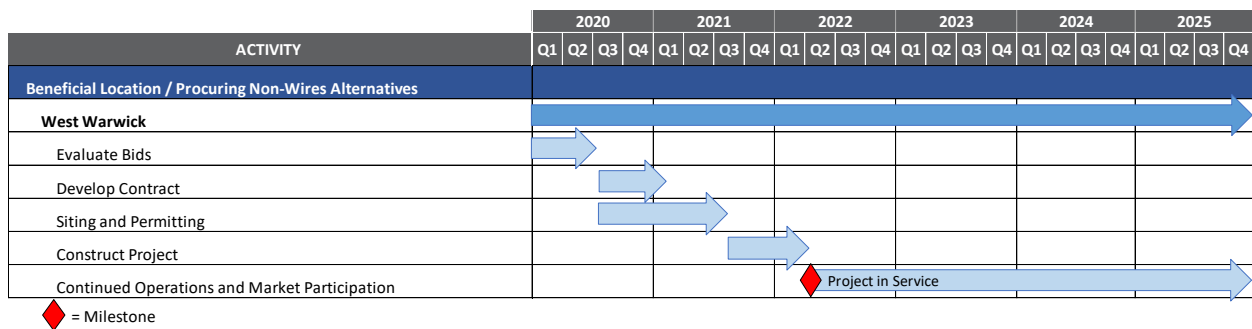 2020 2021 2022 2023 2024 2025
ACTIVITY Q1 Q2 Q3 Q4 Q1 Q2 Q3 Q4 Q1 Q2 Q3 Q4 Q1 Q2 Q3 Q4 Q1 Q2 Q3 Q4 Q1 Q2 Q3 Q4
Beneficial Location / Procuring Non-Wires Alternatives
West Warwick
Evaluate Bids
Develop Contract
Siting and Permitting
Construct Project
Continued Operations and Market Participation Project in Service
= Milestone